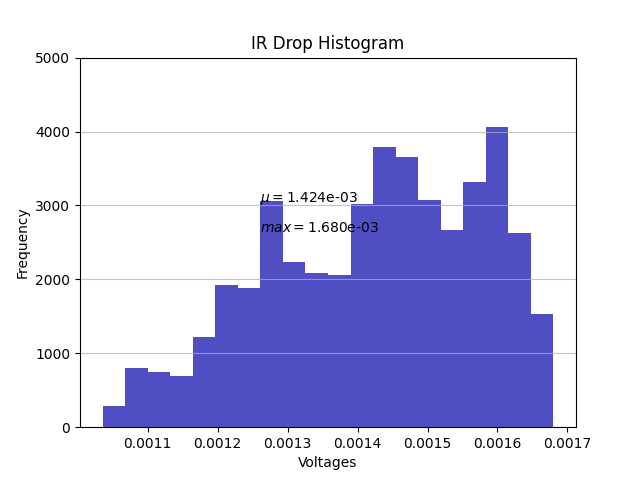 IR Drop Histogram
5000
4000
3000
2000
1000
0
Frequency
μ = 1.424e-03
max = 1.680e-03
0.0011 0.0012 0.0013 0.0014 0.0015 0.0016 0.0017
Voltages